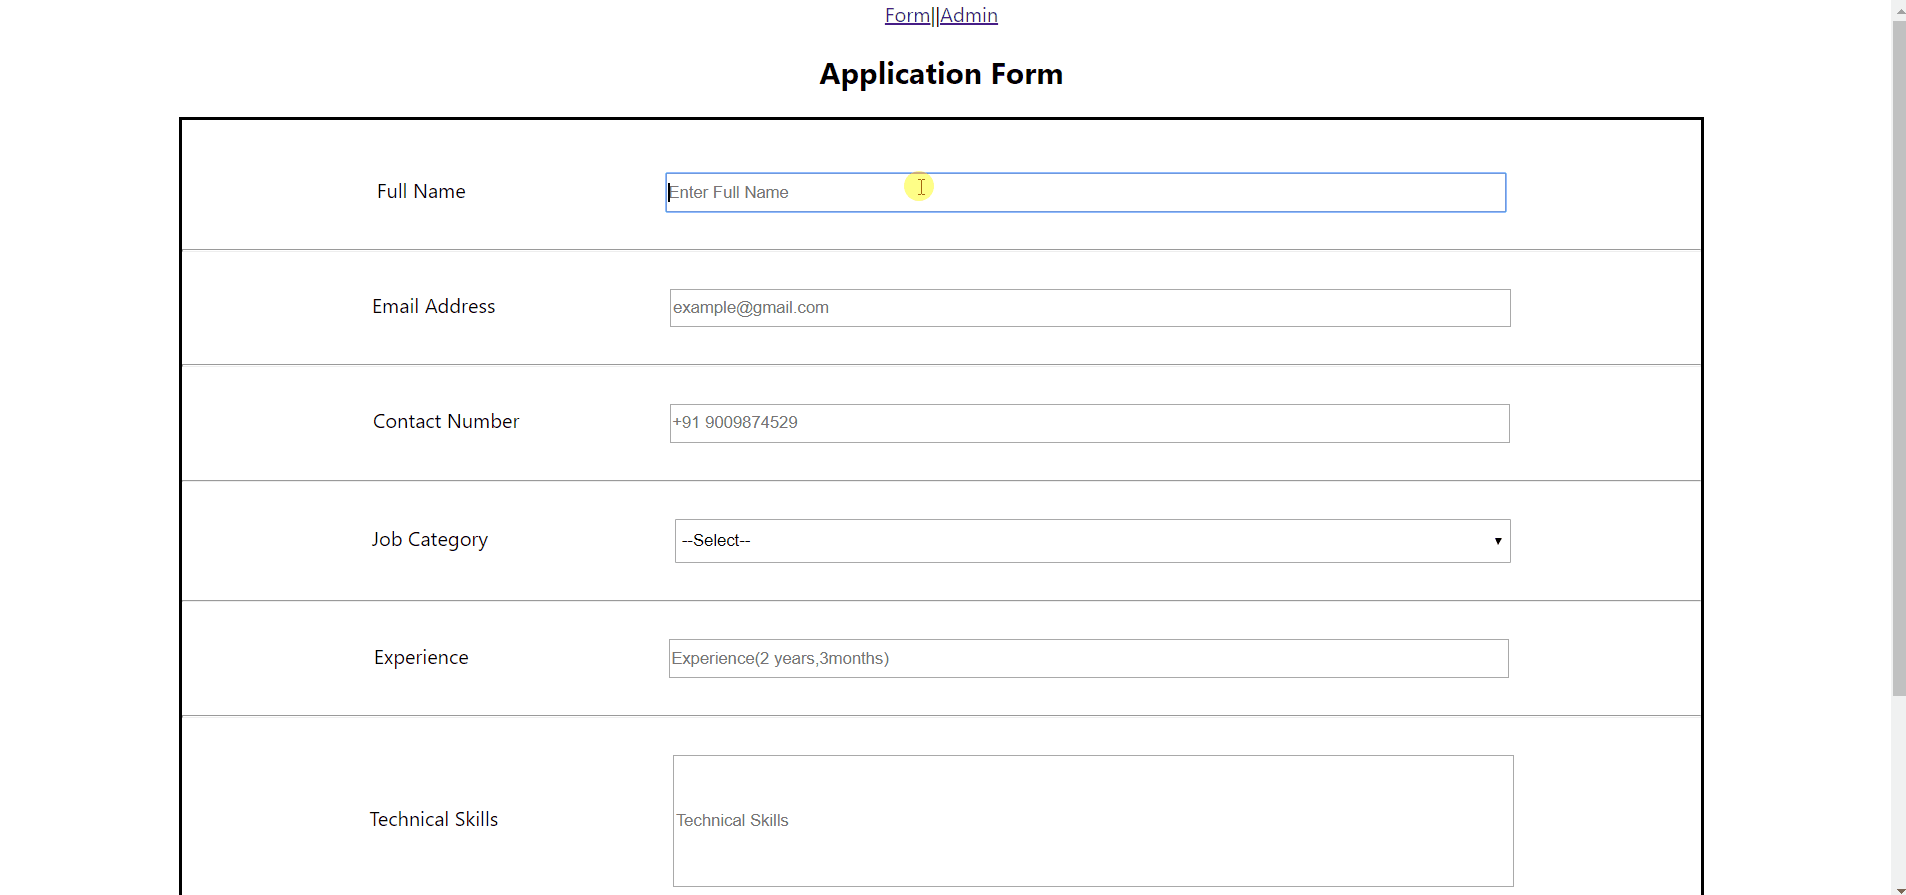 Form||Admin
Application Form
Full Name
Enter Full Name
Email Address
example@gmail.com
Contact Number
+91 9009874529
Job Category
--Select--
Experience
Experience(2 years,3months)
Technical Skills
Technical Skills